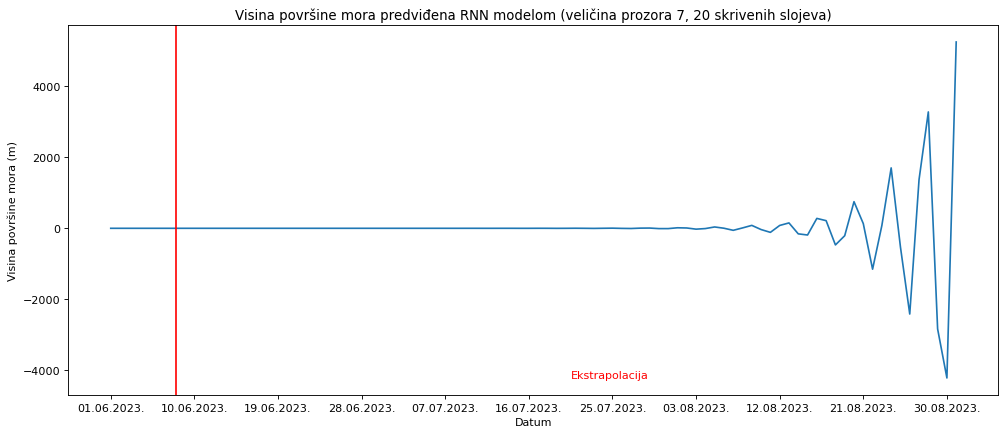 Visina površine mora predviđena RNN modelom (veličina prozora 7, 20 skrivenih slojeva)
Visina površine mora (m)
4000
2000
0
−2000
−4000
Ekstrapolacija
01.06.2023. 10.06.2023. 19.06.2023. 28.06.2023. 07.07.2023. 16.07.2023. 25.07.2023. 03.08.2023. 12.08.2023. 21.08.2023. 30.08.2023.
Datum